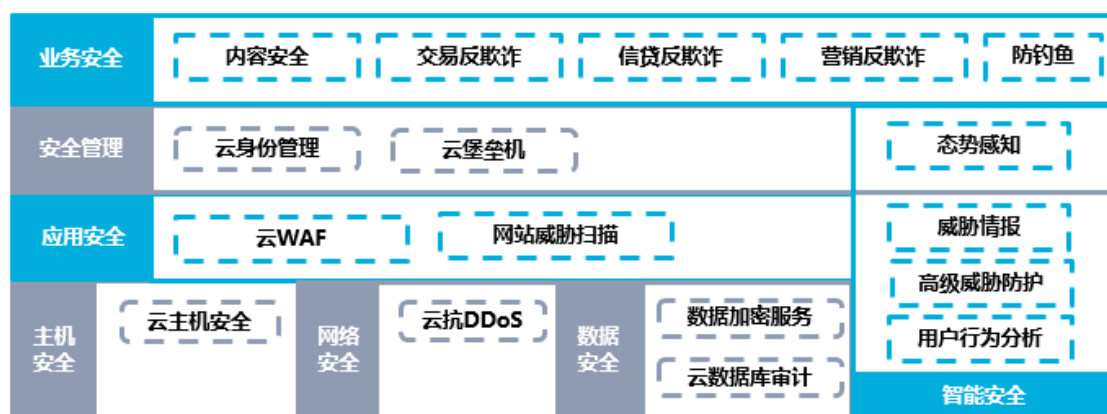 业务安全
内容安全
交易反欺诈
信贷反欺诈
营销反欺诈
防钓鱼
安全管理
云身份管理
云堡垒机
态势感知
应用安全
云WAF
网站威胁扫描
威胁情报
高级威胁防护
用户行为分析
智能安全
主机
安全
云主机安全
网络
安全
云抗DDoS
数据
安全
数据加密服务
云数据库审计